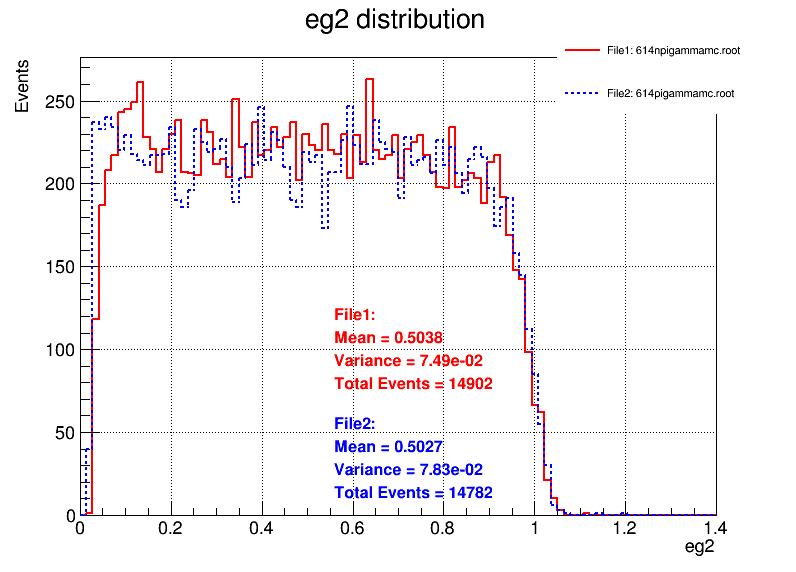 eg2 distribution
File1: 614npigammamc.root
File2: 614pigammamc.root
Events
250
200
150
100
50
0
File1:
Mean = 0.5038
Variance = 7.49e-02
Total Events = 14902
File2:
Mean = 0.5027
Variance = 7.83e-02
Total Events = 14782
0 0.2 0.4 0.6 0.8 1 1.2 1.4
eg2